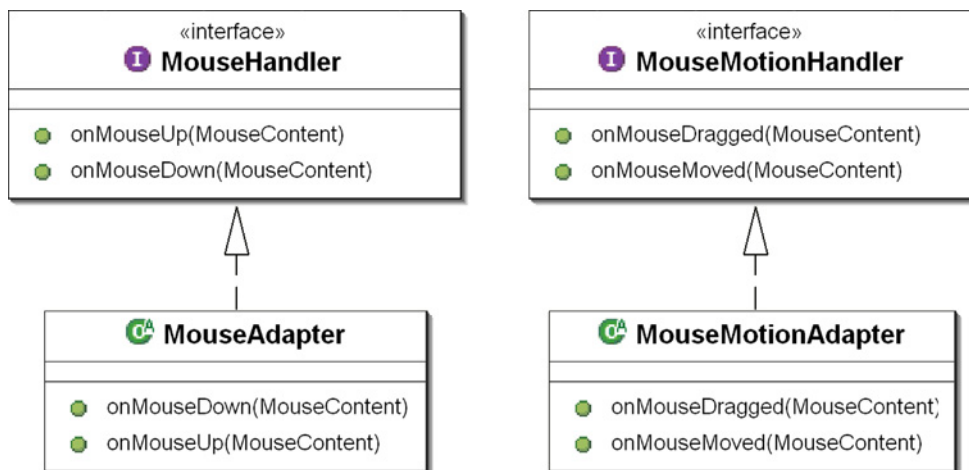 «interface»
I MouseHandler
onMouseUp(MouseContent)
onMouseDown(MouseContent)
«interface»
I MouseMotionHandler
onMouseDragged(MouseContent)
onMouseMoved(MouseContent)
C A MouseAdapter
onMouseDown(MouseContent)
onMouseUp(MouseContent)
C A MouseMotionAdapter
onMouseDragged(MouseContent)
onMouseMoved(MouseContent)